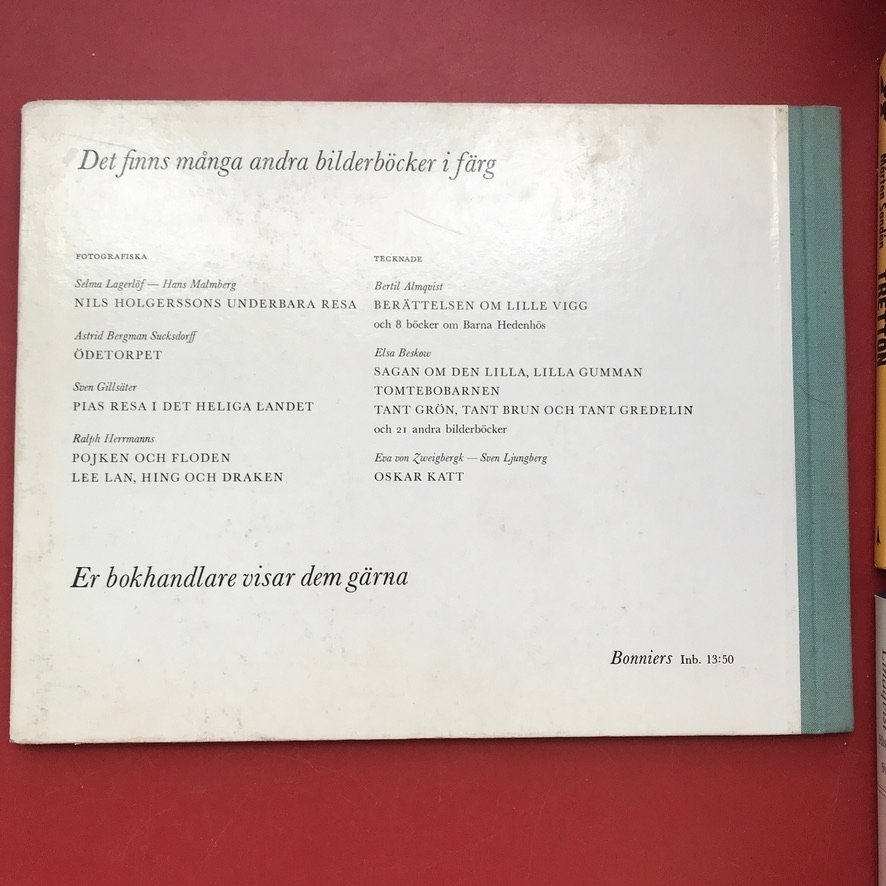 Det finns många andra bilderböcker i färg
FOTOGRAFISKA
Selma Lagerlöf — Hans Malmberg
NILS HOLGERSSONS UNDERBARA RESA
Astrid Bergman Sucksdorff
ÖDETORPET
Sven Gillsäter
PIAS RESA I DET HELIGA LANDET
Ralph Herrmanns
POJKEN OCH FLODEN
LEE LAN, HING OCH DRAKEN
TECKNADE
Bertil Almqvist
BERÄTTELSEN OM LILLE VIGG
och 8 böcker om Barna Hedenhös
Elsa Beskow
SAGAN OM DEN LILLA, LILLA GUMMAN
TOMTEBOBARNEN
TANT GRÖN, TANT BRUN OCH TANT GREDELIN
och 21 andra bilderböcker
Eva von Zweigbergk — Sven Ljungberg
OSKAR KATT
Er bokhandlare visar dem gärna
Bonniers Inb. 13:50
TRETTON